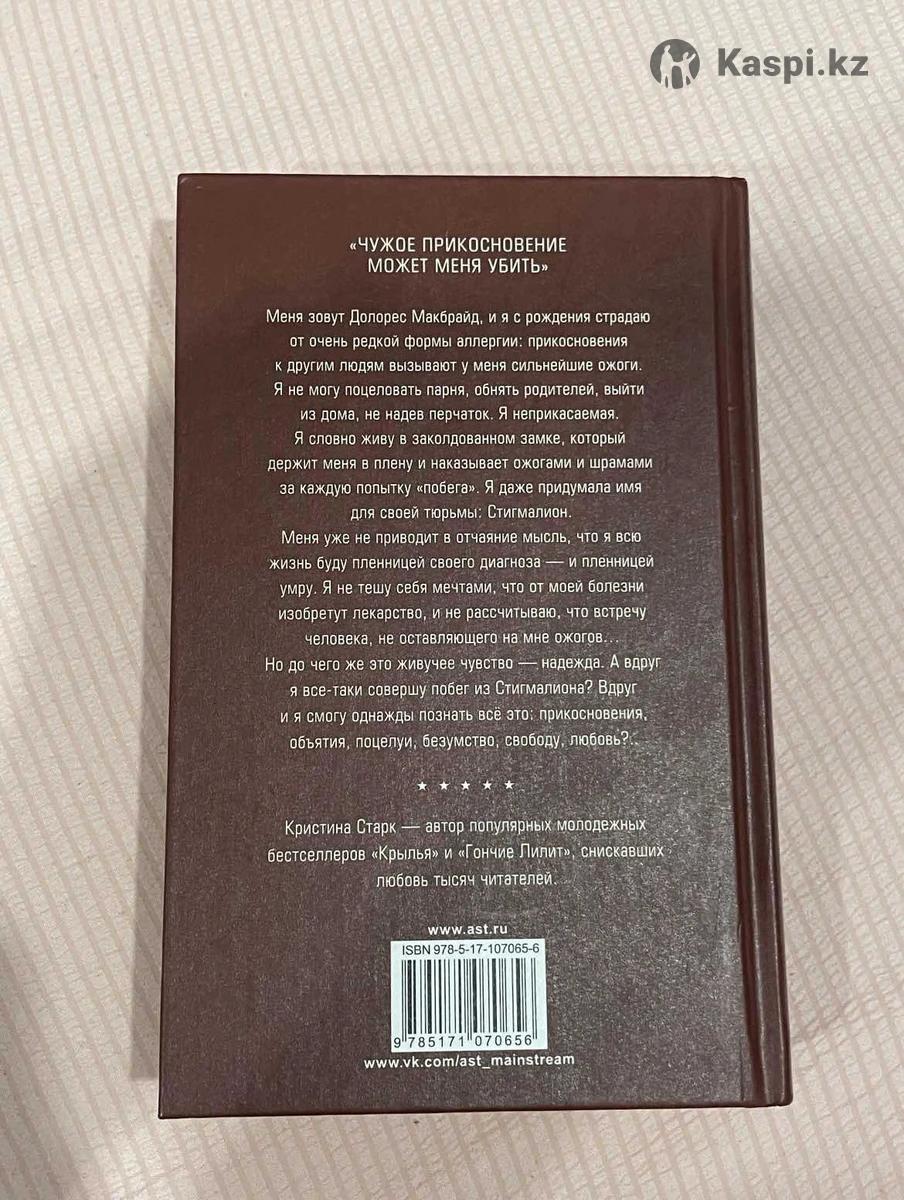 Kaspi.kz
«ЧУЖОЕ ПРИКОСНОВЕНИЕ
МОЖЕТ МЕНЯ УБИТЬ»
Меня зовут Долорес Макбрайд, и я с рождения страдаю
от очень редкой формы аллергии: прикосновения
к другим людям вызывают у меня сильнейшие ожоги.
Я не могу поцеловать парня, обнять родителей, выйти
из дома, не надев перчаток. Я неприкасаемая.
Я словно живу в заколдованном замке, который
держит меня в плену и наказывает ожогами и шрамами
за каждую попытку «побега». Я даже придумала имя
для своей тюрьмы: Стигмалион.
Меня уже не приводит в отчаяние мысль, что я всю
жизнь буду пленницей своего диагноза — и пленницей
умру. Я не тешу себя мечтами, что от моей болезни
изобретут лекарство, и не рассчитываю, что встречу
человека, не оставляющего на мне ожогов...
Но до чего же это живучее чувство — надежда. А вдруг
я все-таки совершу побег из Стигмалиона? Вдруг
и я смогу однажды познать всё это: прикосновения,
объятия, поцелуи, безумство, свободу, любовь?..
★ ★ ★ ★ ★
Кристина Старк — автор популярных молодежных
бестселлеров «Крылья» и «Гончие Лилит», снискавших
любовь тысяч читателей.
www.ast.ru
ISBN 978-5-17-107065-6
9 785171 070656
www.vk.com/ast_mainstream